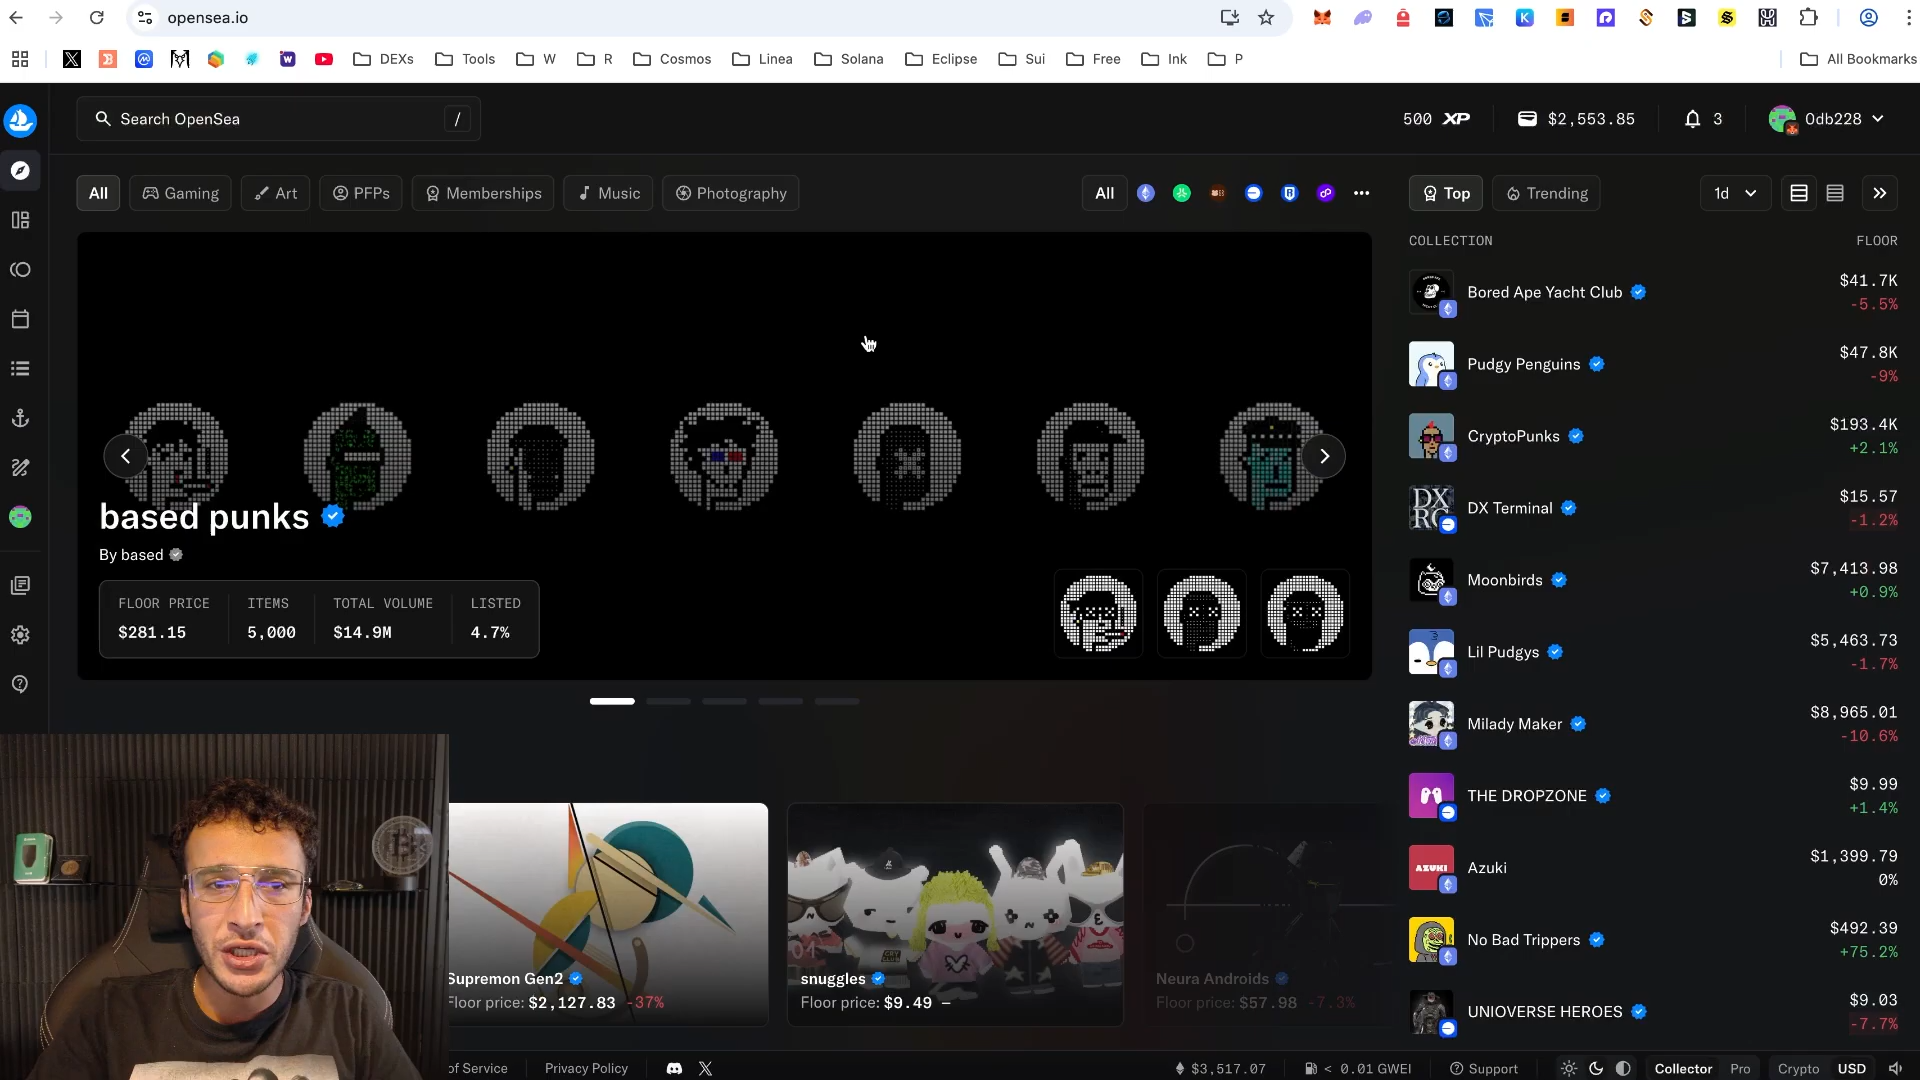 opensea.io
DEXs
Tools
W
R
Cosmos
Linea
Solana
Eclipse
Sui
Free
Ink
P
All Bookmarks
Search OpenSea
/
500 XP
$2,553.85
3
0db228
All
Gaming
Art
PFPs
Memberships
Music
Photography
All
Top
Trending
1d
COLLECTION
FLOOR
Bored Ape Yacht Club
$41.7K
-5.5%
Pudgy Penguins
$47.8K
-9%
CryptoPunks
$193.4K
+2.1%
DX Terminal
$15.57
-1.2%
Moonbirds
$7,413.98
+0.9%
Lil Pudgys
$5,463.73
-1.7%
Milady Maker
$8,965.01
-10.6%
THE DROPZONE
$9.99
+1.4%
AZUKI
Azuki
$1,399.79
0%
No Bad Trippers
$492.39
+75.2%
UNIOVERSE HEROES
$9.03
-7.7%
based punks
By based
FLOOR PRICE
$281.15
ITEMS
5,000
TOTAL VOLUME
$14.9M
LISTED
4.7%
Supremon Gen2
Floor price: $2,127.83 -37%
snuggles
Floor price: $9.49 –
Neura Androids
Floor price: $57.98 -7.3%
of Service
Privacy Policy
$3,517.07
< 0.01 GWEI
Support
Collector
Pro
Crypto
USD